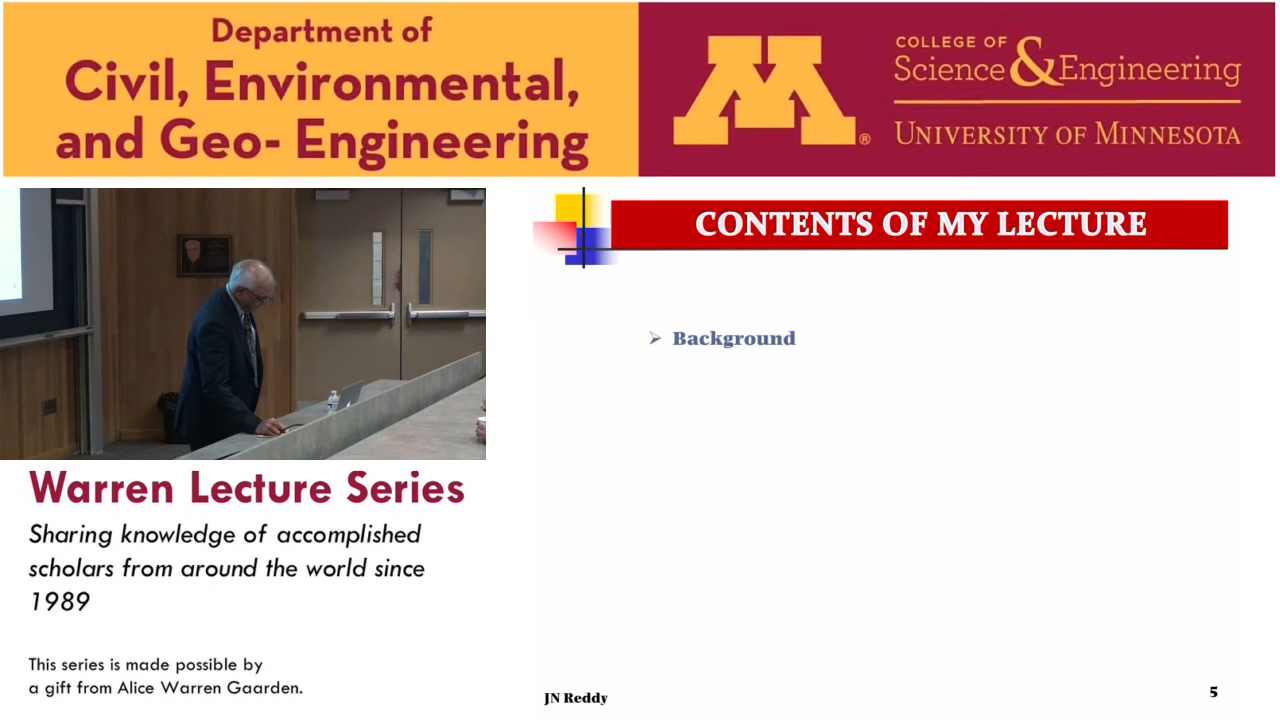 Department of
Civil, Environmental,
and Geo- Engineering
M®
COLLEGE OF
Science & Engineering
UNIVERSITY OF MINNESOTA
CONTENTS OF MY LECTURE
➢ Background
Warren Lecture Series
Sharing knowledge of accomplished
scholars from around the world since
1989
This series is made possible by
a gift from Alice Warren Gaarden.
JN Reddy
5